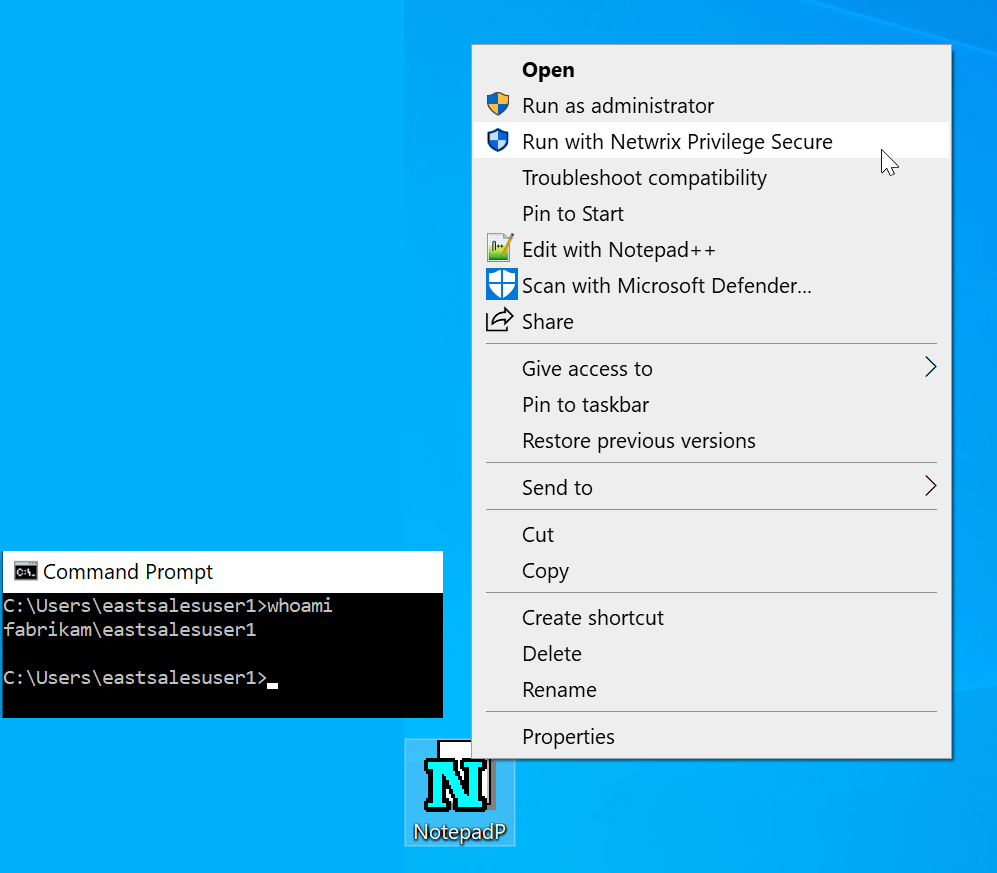 Open
Run as administrator
Run with Netwrix Privilege Secure
Troubleshoot compatibility
Pin to Start
Edit with Notepad++
Scan with Microsoft Defender...
Share
Give access to
Pin to taskbar
Restore previous versions
Send to
Cut
Copy
Create shortcut
Delete
Rename
Properties
Command Prompt
C:\Users\eastsalesuser1>whoami
fabrikam\eastsalesuser1
C:\Users\eastsalesuser1>
N
NotepadP